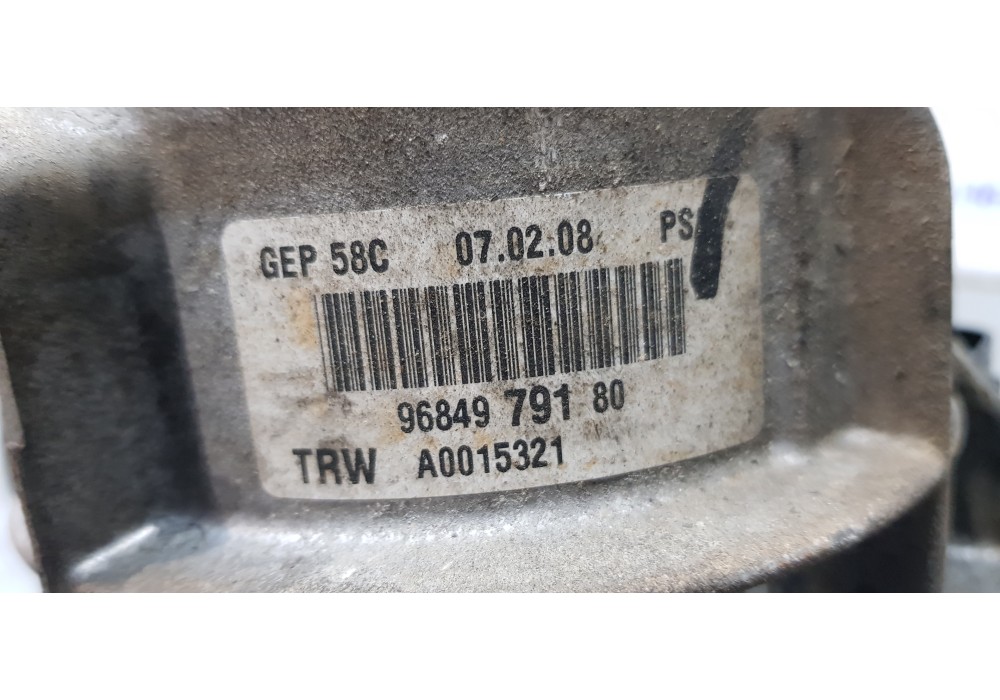 GEP 58C 07.02.08 PS
96849 791 80
TRW A0015321